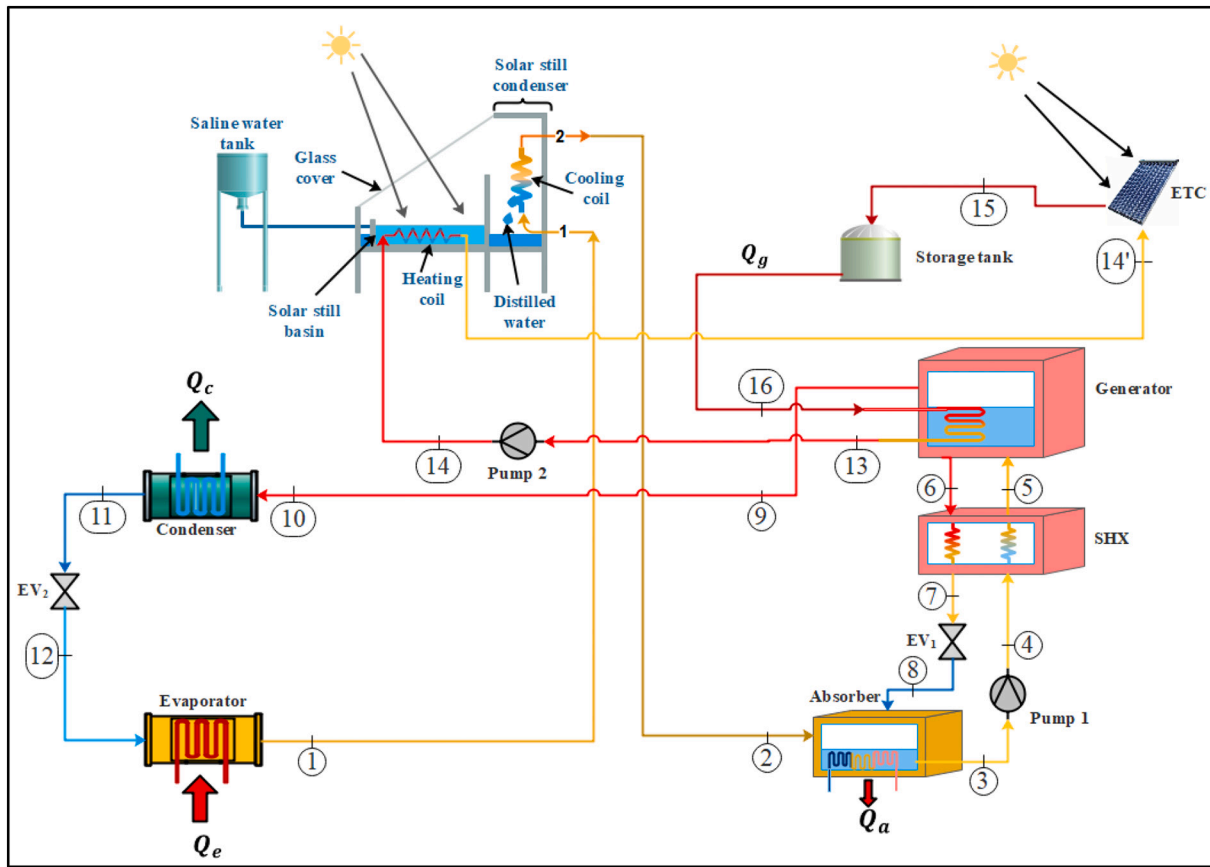 Solar still
condenser
Saline water
tank
Glass
cover
2
Cooling
coil
1
ETC
15
14'
Storage tank
Q_g
Heating
coil
Distilled
water
Solar still
basin
Q_c
16
Generator
14
Pump 2
13
6
5
11
10
9
Condenser
SHX
EV₂
7
EV₁
4
12
8
Absorber
Pump 1
Evaporator
1
2
3
Q_a
Q_e